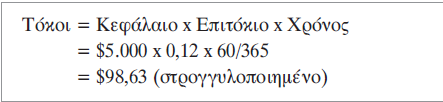 Τόκοι = Κεφάλαιο x Επιτόκιο x Χρόνος
= $5.000 x 0,12 x 60/365
= $98,63 (στρογγυλοποιημένο)